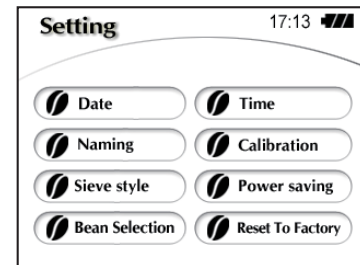 Setting 17:13
Date Time
Naming Calibration
Sieve style Power saving
Bean Selection Reset To Factory